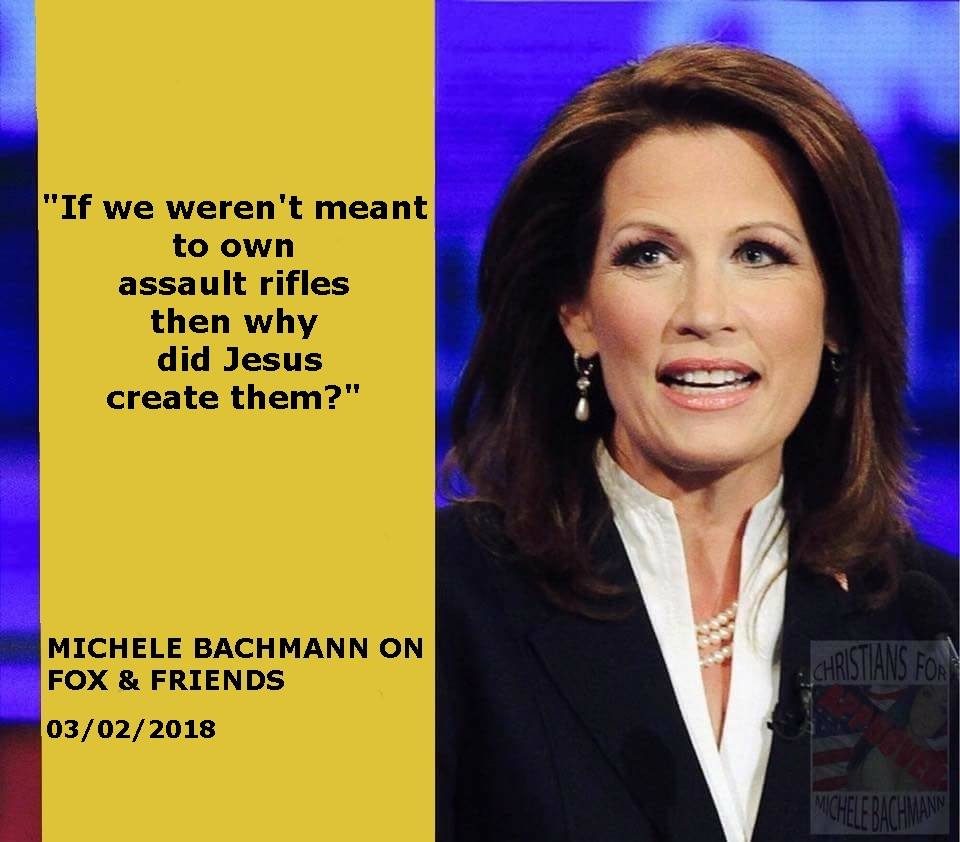 "If we weren't meant
to own
assault rifles
then why
did Jesus
create them?"
MICHELE BACHMANN ON
FOX & FRIENDS
03/02/2018
CHRISTIANS FOR
MICHELE BACHMANN